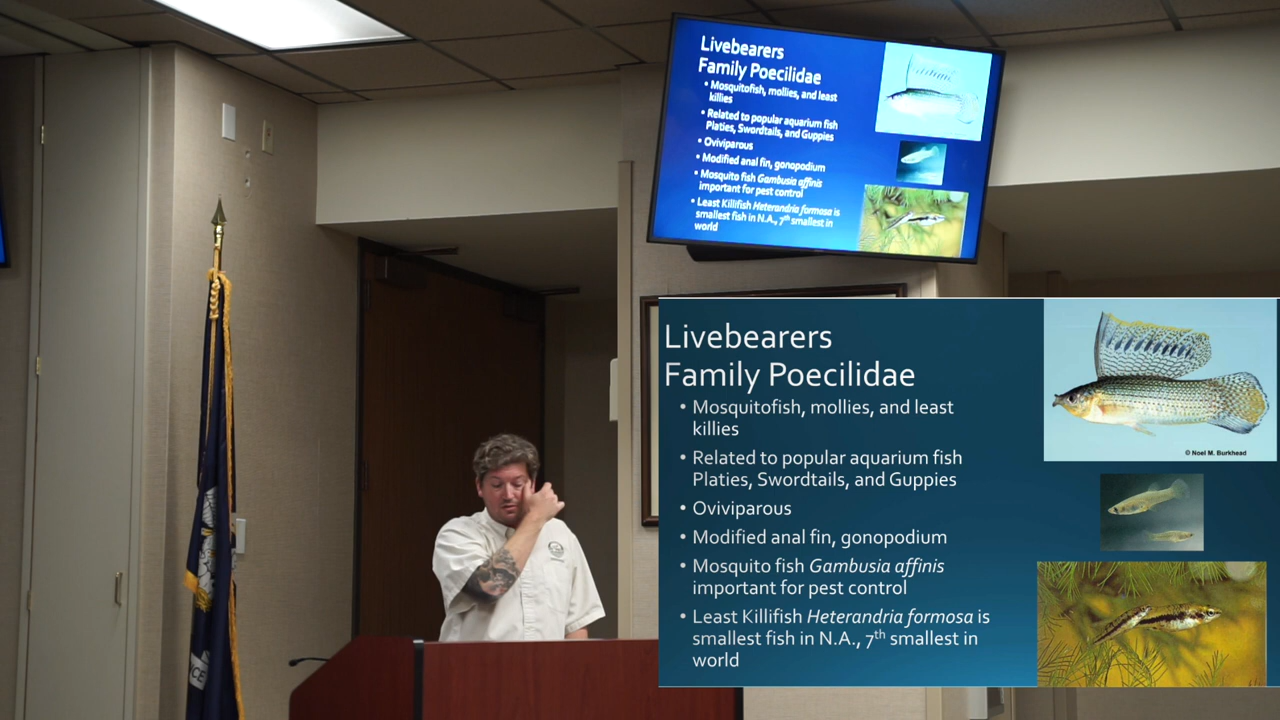 Livebearers
Family Poecilidae
• Mosquitofish, mollies, and least
killies
• Related to popular aquarium fish
Platies, Swordtails, and Guppies
• Oviviparous
• Modified anal fin, gonopodium
• Mosquito fish Gambusia affinis
important for pest control
• Least Killifish Heterandria formosa is
smallest fish in N.A., 7th smallest in
world
Livebearers
Family Poecilidae
• Mosquitofish, mollies, and least
killies
• Related to popular aquarium fish
Platies, Swordtails, and Guppies
• Oviviparous
• Modified anal fin, gonopodium
• Mosquito fish Gambusia affinis
important for pest control
• Least Killifish Heterandria formosa is
smallest fish in N.A., 7th smallest in
world
© Noel M. Burkhead